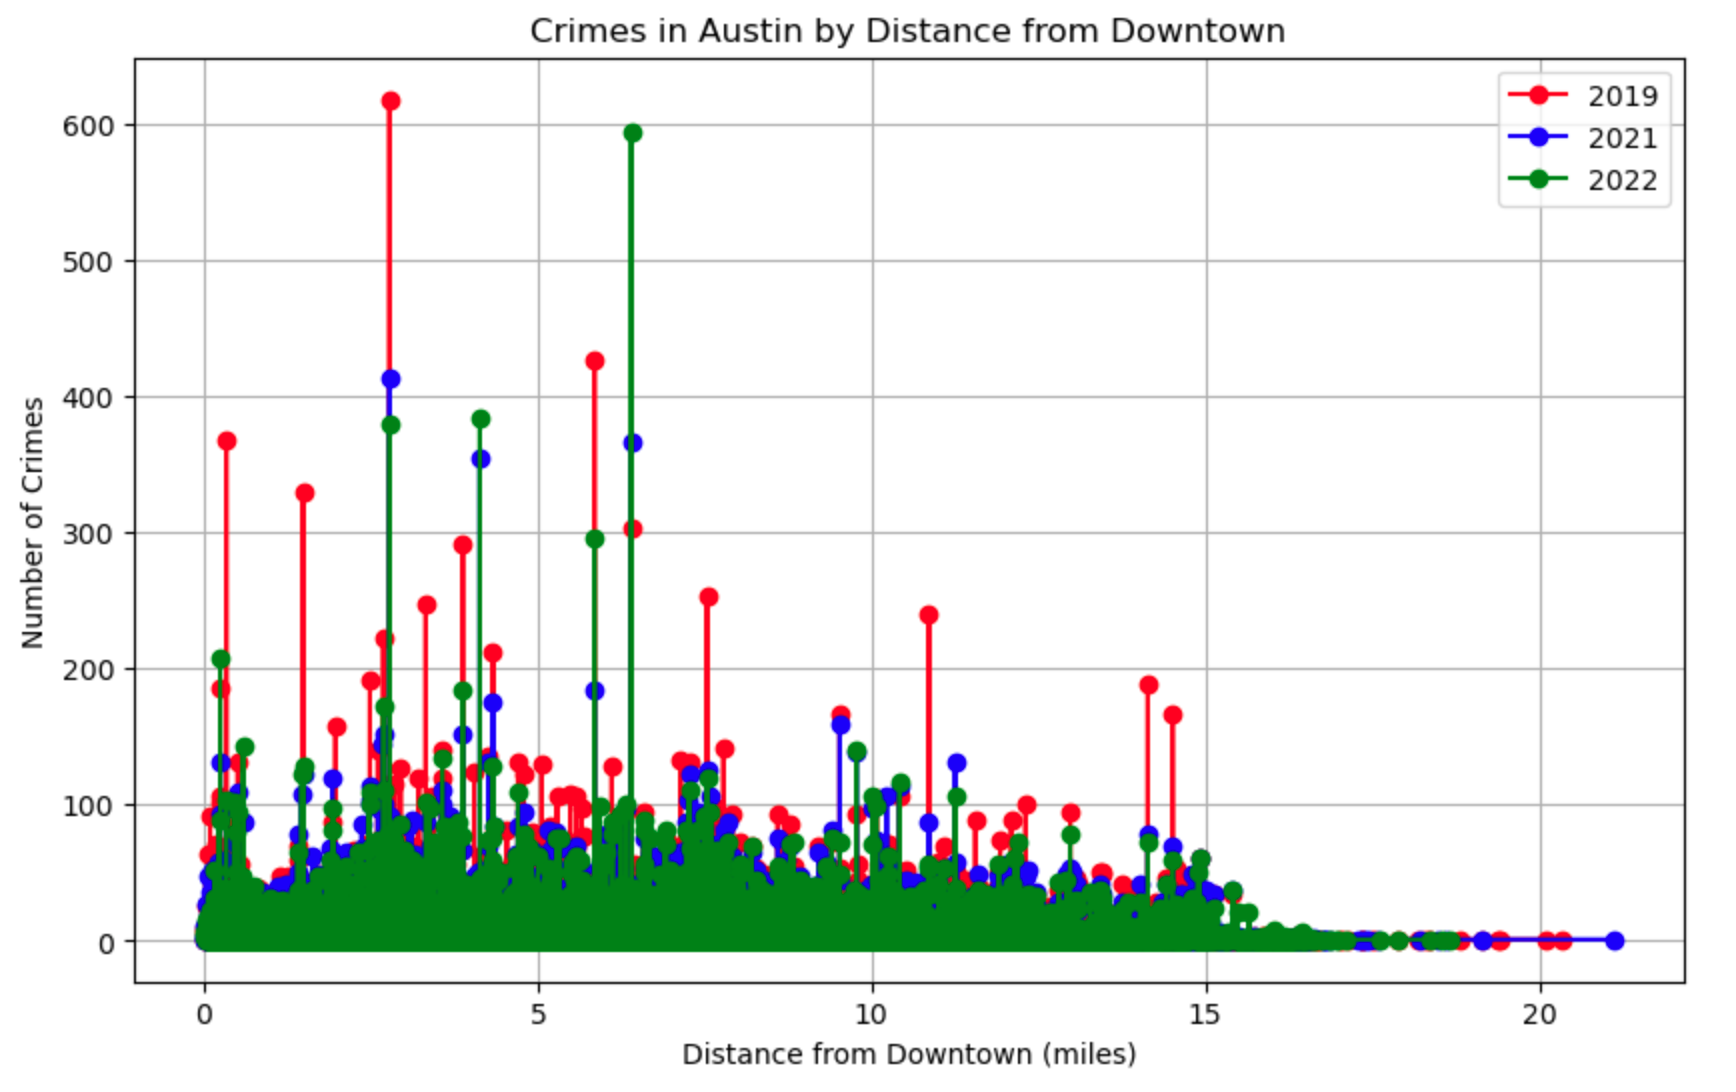 Crimes in Austin by Distance from Downtown
2019
2021
2022
600
500
400
300
200
100
0
Number of Crimes
0 5 10 15 20
Distance from Downtown (miles)